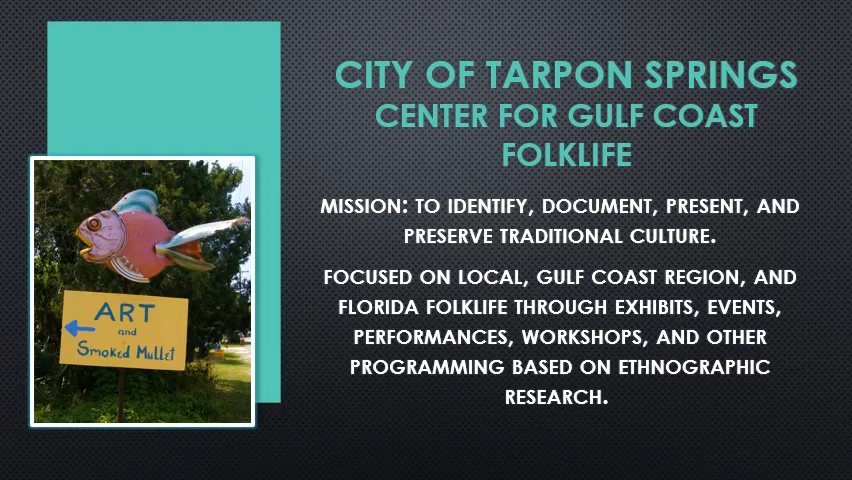 CITY OF TARPON SPRINGS
CENTER FOR GULF COAST
FOLKLIFE
MISSION: TO IDENTIFY, DOCUMENT, PRESENT, AND
PRESERVE TRADITIONAL CULTURE.
FOCUSED ON LOCAL, GULF COAST REGION, AND
FLORIDA FOLKLIFE THROUGH EXHIBITS, EVENTS,
PERFORMANCES, WORKSHOPS, AND OTHER
PROGRAMMING BASED ON ETHNOGRAPHIC
RESEARCH.
ART
and
Smoked Mullet